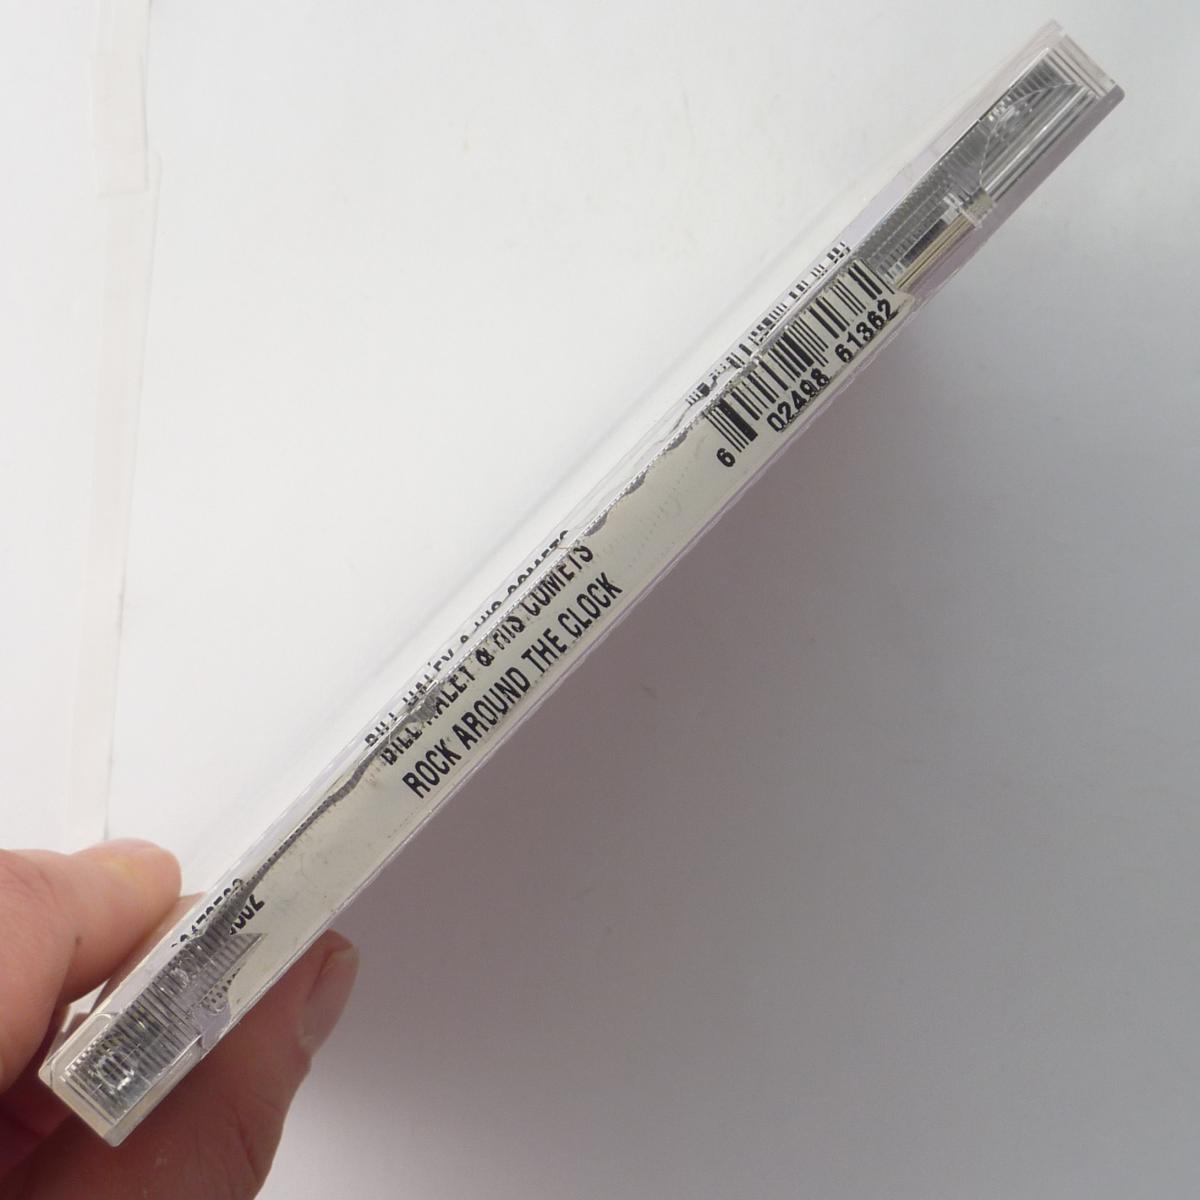 BILL HALEY & HIS COMETS
ROCK AROUND THE CLOCK
6 02498 61362